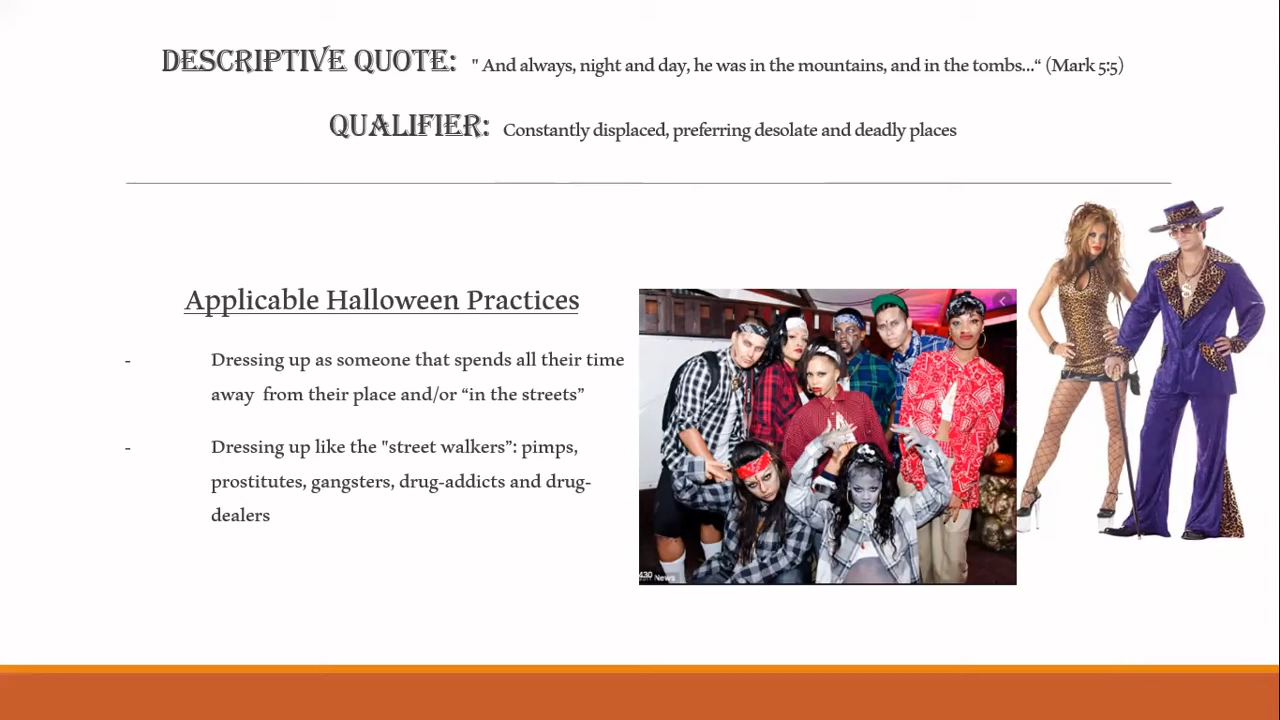 DESCRIPTIVE QUOTE: " And always, night and day, he was in the mountains, and in the tombs...“ (Mark 5:5)
QUALIFIER: Constantly displaced, preferring desolate and deadly places
Applicable Halloween Practices
- Dressing up as someone that spends all their time
away from their place and/or “in the streets”
- Dressing up like the "street walkers”: pimps,
prostitutes, gangsters, drug-addicts and drug-
dealers
430
News